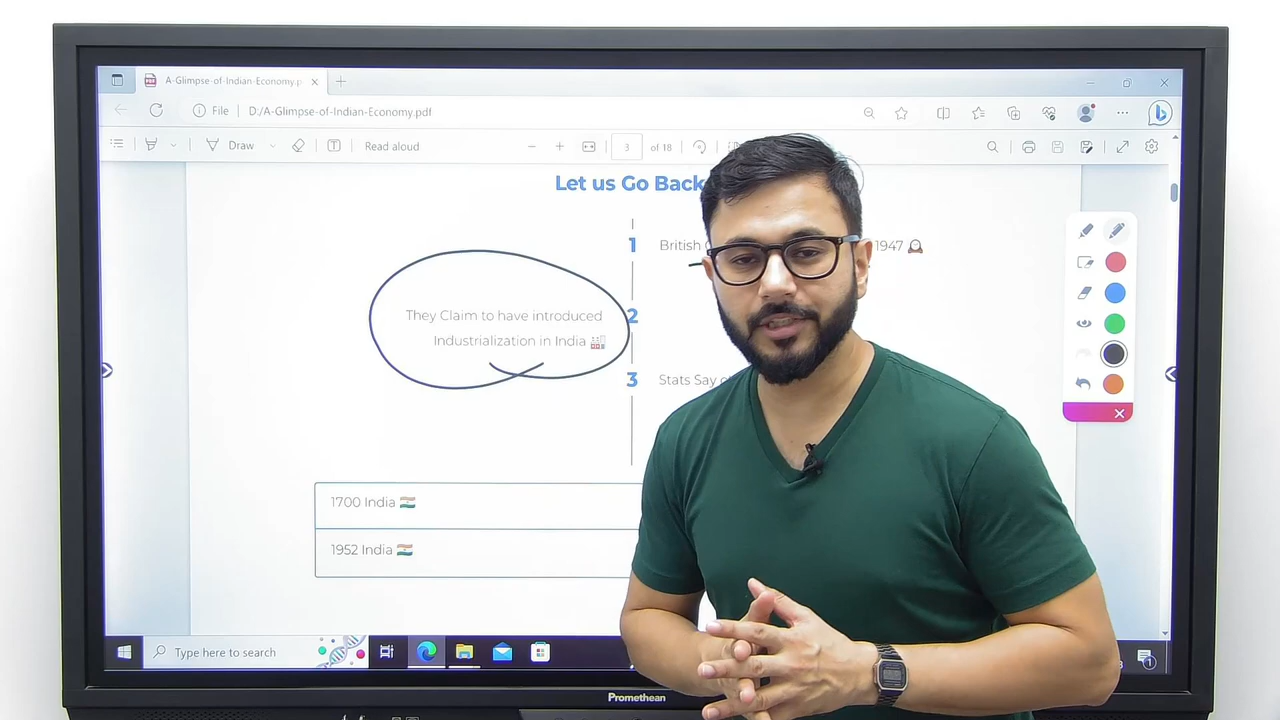 A-Glimpse-of-Indian-Economy.p
File
D:/A-Glimpse-of-Indian-Economy.pdf
Draw
Read aloud
3
of 18
Let us Go Back
1
British
1947
They Claim to have introduced
2
Industrialization in India
3
Stats Say
1700 India
1952 India
Type here to search
Promethean